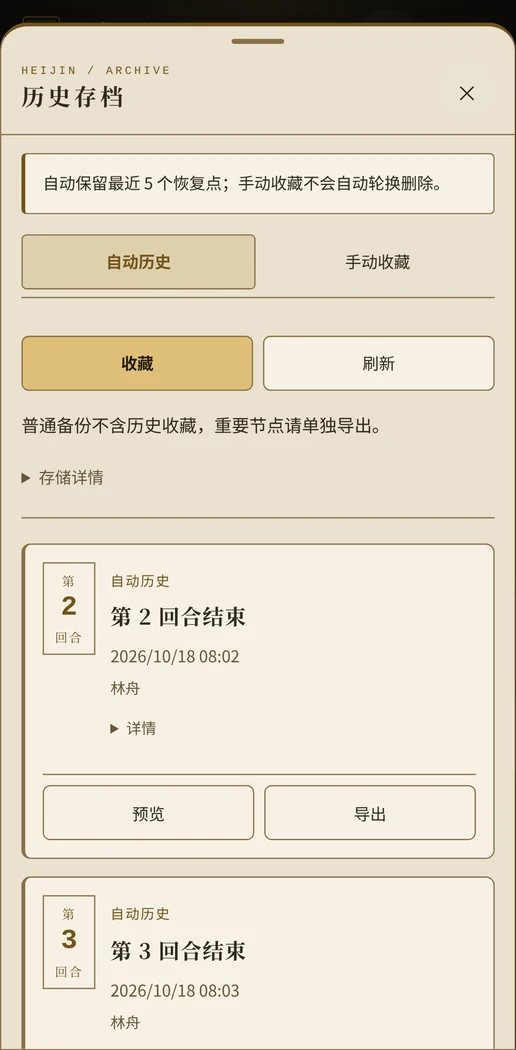 HEIJIN / ARCHIVE
历史存档
自动保留最近 5 个恢复点；手动收藏不会自动轮换删除。
自动历史
手动收藏
收藏
刷新
普通备份不含历史收藏，重要节点请单独导出。
存储详情
第
2
回合
自动历史
第 2 回合结束
2026/10/18 08:02
林舟
详情
预览
导出
第
3
回合
自动历史
第 3 回合结束
2026/10/18 08:03
林舟